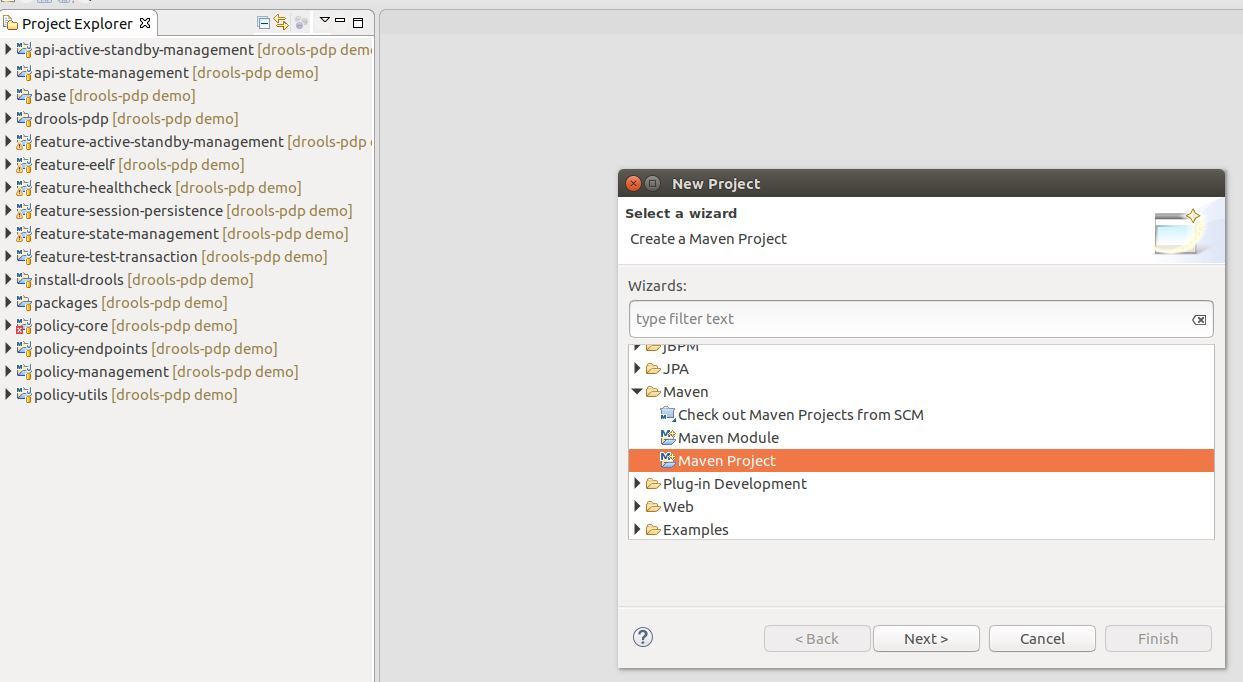 Project Explorer
api-active-standby-management [drools-pdp dem
api-state-management [drools-pdp demo]
base [drools-pdp demo]
drools-pdp [drools-pdp demo]
feature-active-standby-management [drools-pdp
feature-eelf [drools-pdp demo]
feature-healthcheck [drools-pdp demo]
feature-session-persistence [drools-pdp demo]
feature-state-management [drools-pdp demo]
feature-test-transaction [drools-pdp demo]
install-drools [drools-pdp demo]
packages [drools-pdp demo]
policy-core [drools-pdp demo]
policy-endpoints [drools-pdp demo]
policy-management [drools-pdp demo]
policy-utils [drools-pdp demo]
New Project
Select a wizard
Create a Maven Project
Wizards:
type filter text
jBPM
JPA
Maven
Check out Maven Projects from SCM
Maven Module
Maven Project
Plug-in Development
Web
Examples
< Back Next > Cancel Finish